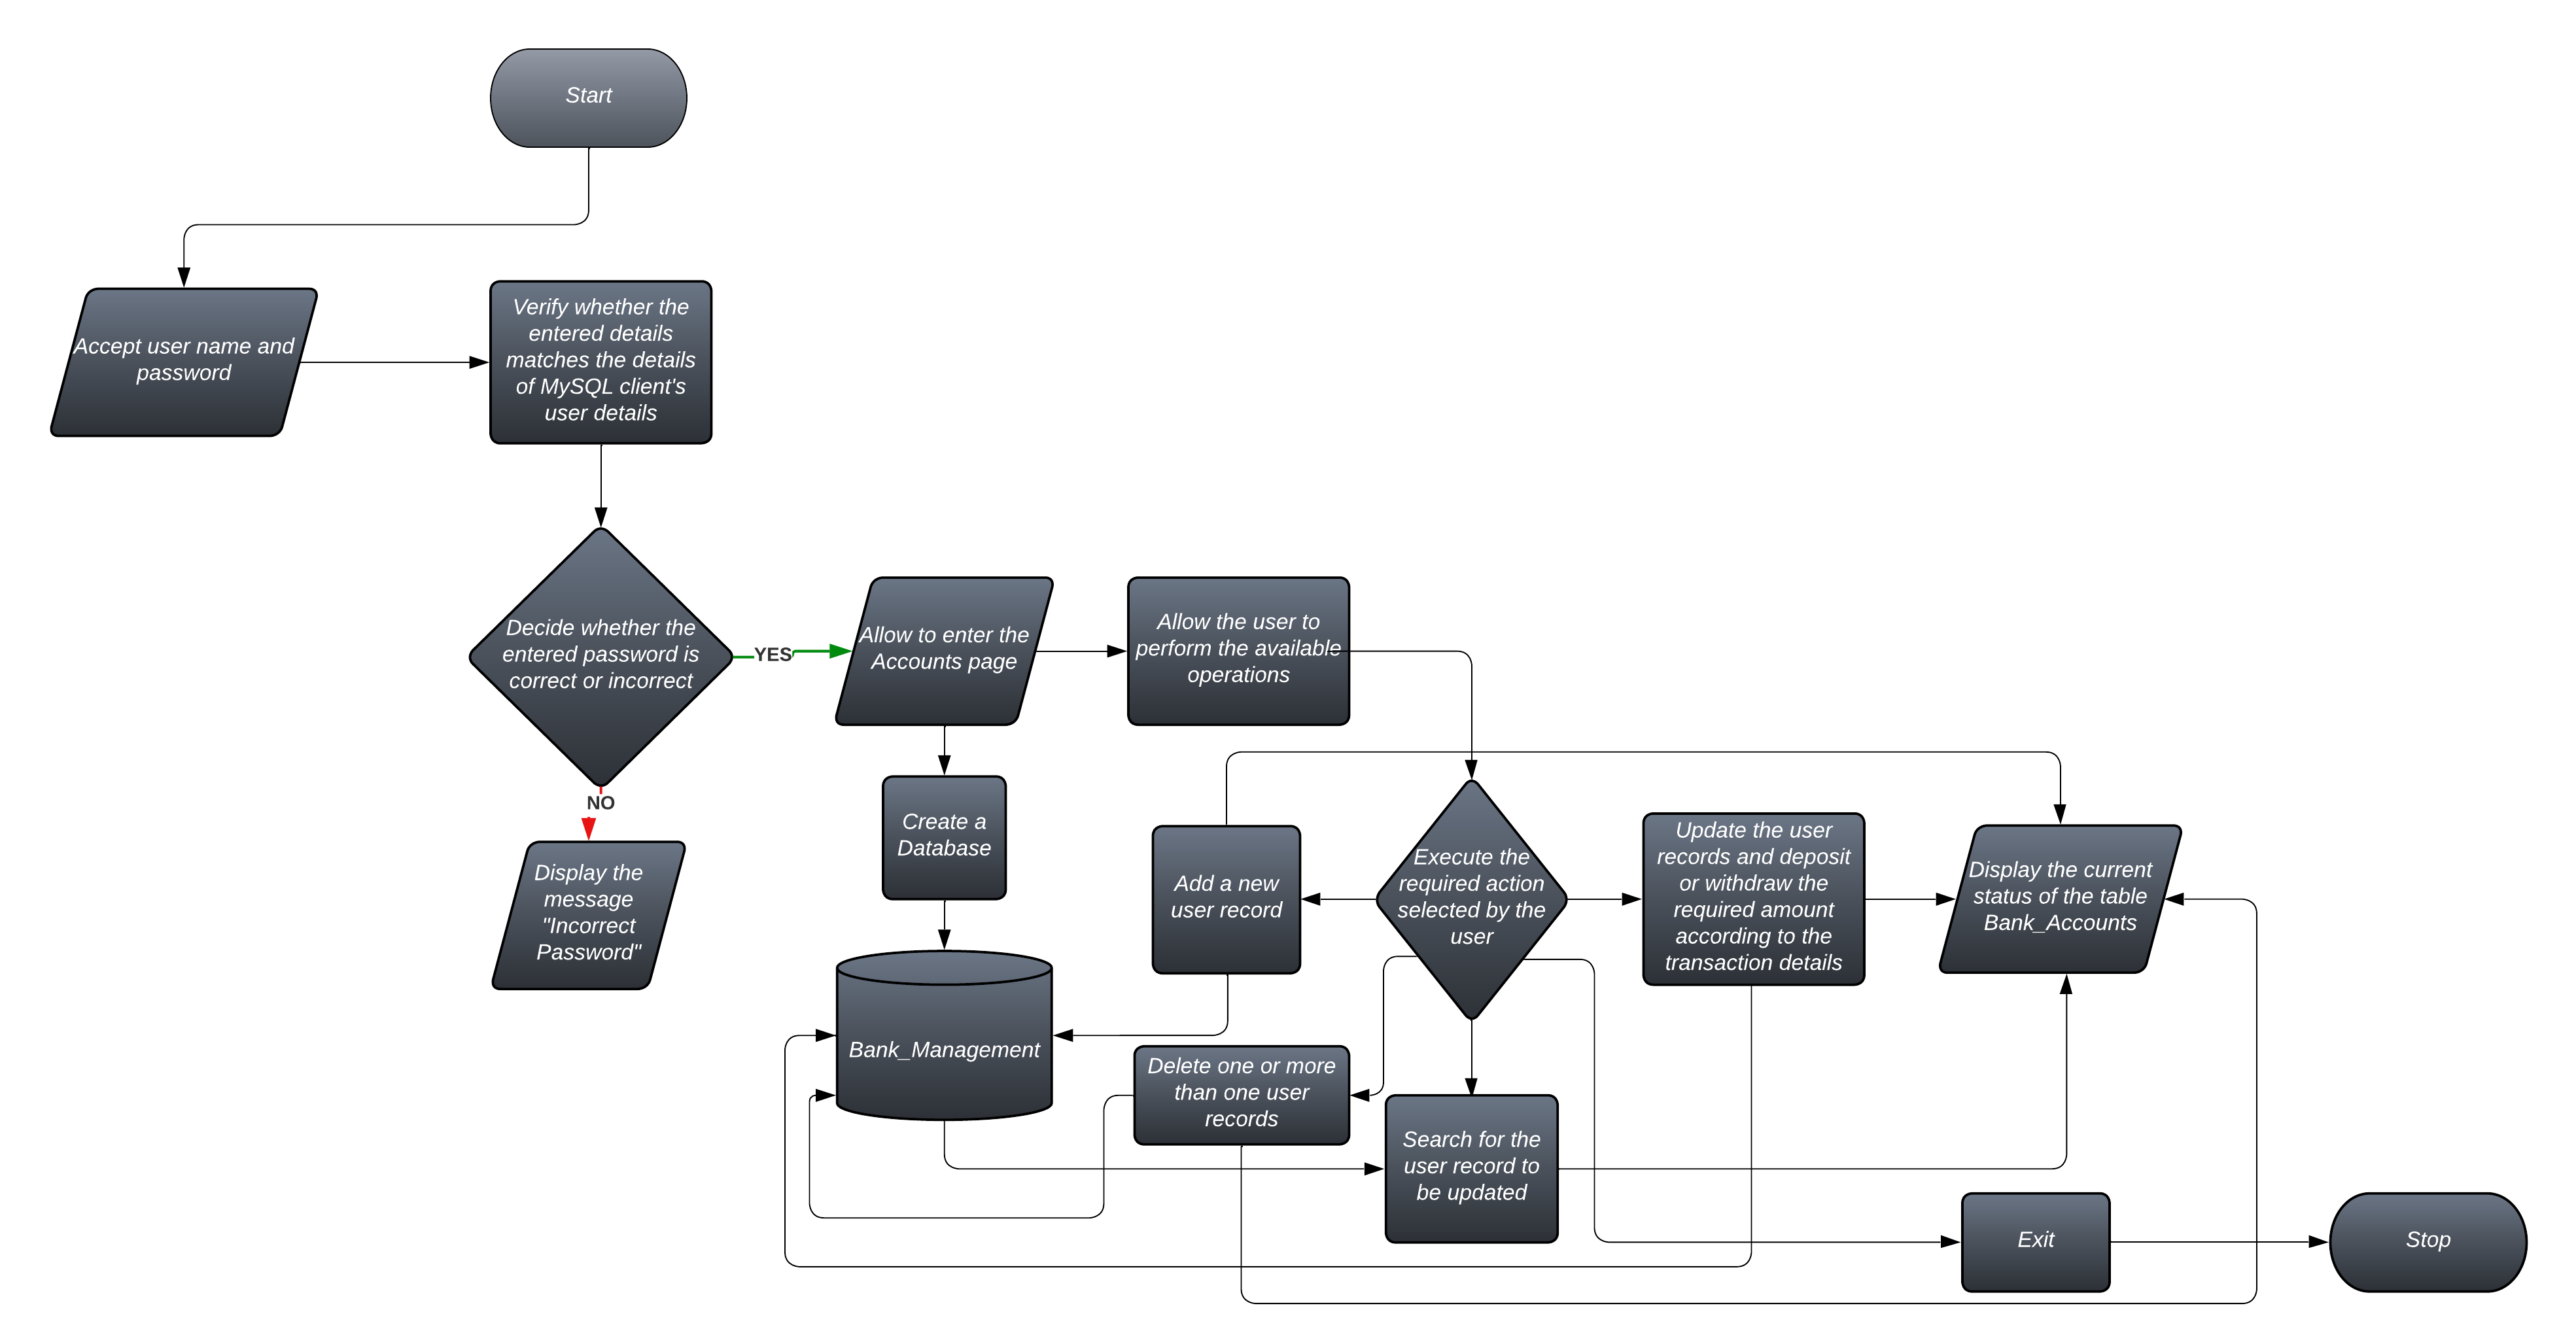 Start
Accept user name and
password
Verify whether the
entered details
matches the details
of MySQL client's
user details
Decide whether the
entered password is
correct or incorrect
YES
NO
Display the
message
"Incorrect
Password"
Allow to enter the
Accounts page
Allow the user to
perform the available
operations
Create a
Database
Bank_Management
Add a new
user record
Execute the
required action
selected by the
user
Update the user
records and deposit
or withdraw the
required amount
according to the
transaction details
Display the current
status of the table
Bank_Accounts
Delete one or more
than one user
records
Search for the
user record to
be updated
Exit
Stop